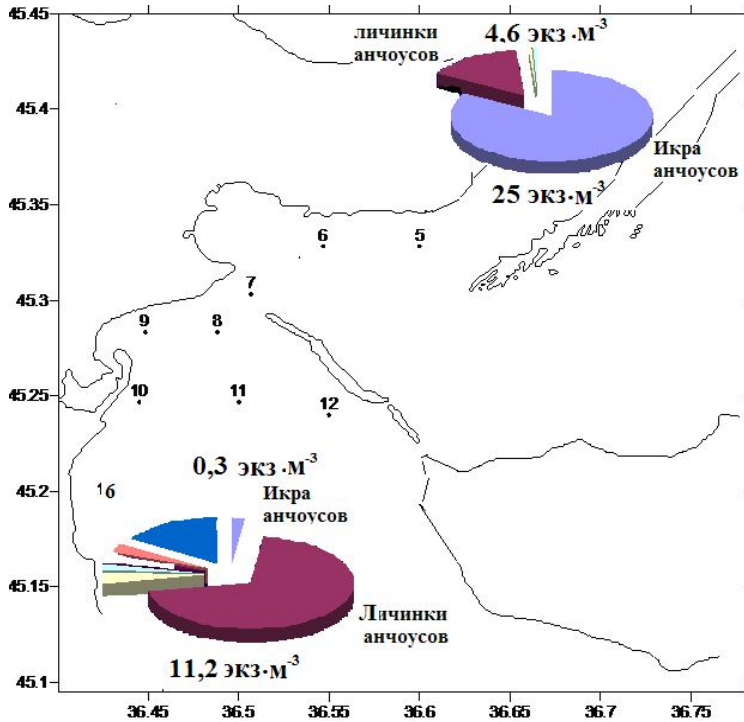 45.45
личинки
анчоусов
4,6 экз·м⁻³
45.4
Икра
анчоусов
25 экз·м⁻³
45.35
6
5
7
45.3
9
8
45.25
10
11
12
0,3 экз·м⁻³
Икра
анчоусов
45.2
16
45.15
Личинки
анчоусов
11,2 экз·м⁻³
45.1
36.45
36.5
36.55
36.6
36.65
36.7
36.75